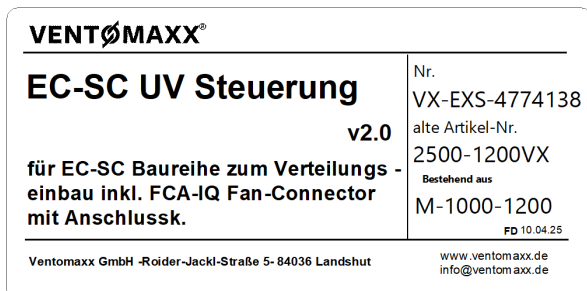 VENTØMAXX®
EC-SC UV Steuerung
v2.0
für EC-SC Baureihe zum Verteilungs -
einbau inkl. FCA-IQ Fan-Connector
mit Anschlussk.
Nr.
VX-EXS-4774138
alte Artikel-Nr.
2500-1200VX
Bestehend aus
M-1000-1200
FD 10.04.25
Ventomaxx GmbH -Roider-Jackl-Straße 5- 84036 Landshut
www.ventomaxx.de
info@ventomaxx.de